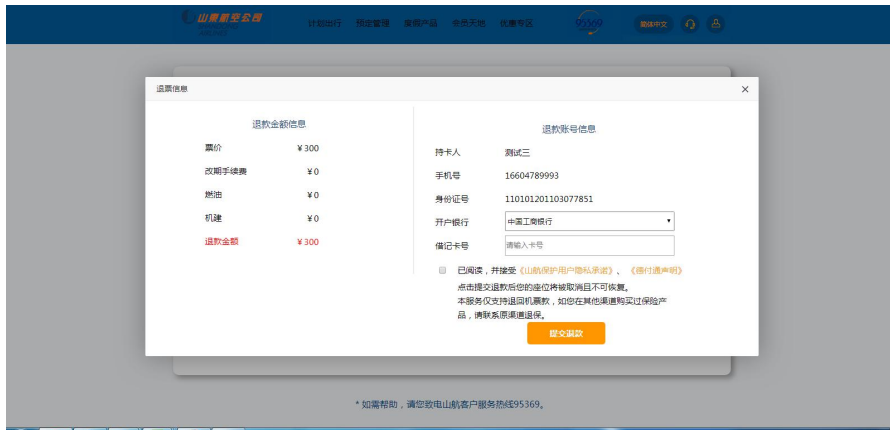 山東航空公司
计划出行 预定管理 常旅产品 会员天地 优惠专区 95369 简体中文
退票信息 ×
退款金额信息
票价 ¥300
改期手续费 ¥0
燃油 ¥0
机建 ¥0
退款金额 ¥300
退款账号信息
持卡人 测试三
手机号 16604789993
身份证号 110101201103077851
开户银行 中国工商银行
借记卡号 请输入卡号
已阅读，并接受《山航保护用户隐私承诺》、《德付通声明》
点击提交退款后您的座位将被取消且不可恢复。
本服务仅支持退回机票款，如您在其他渠道购买过保险产
品，请联系原渠道退保。
提交退款
*如需帮助，请您致电山航客户服务热线95369。